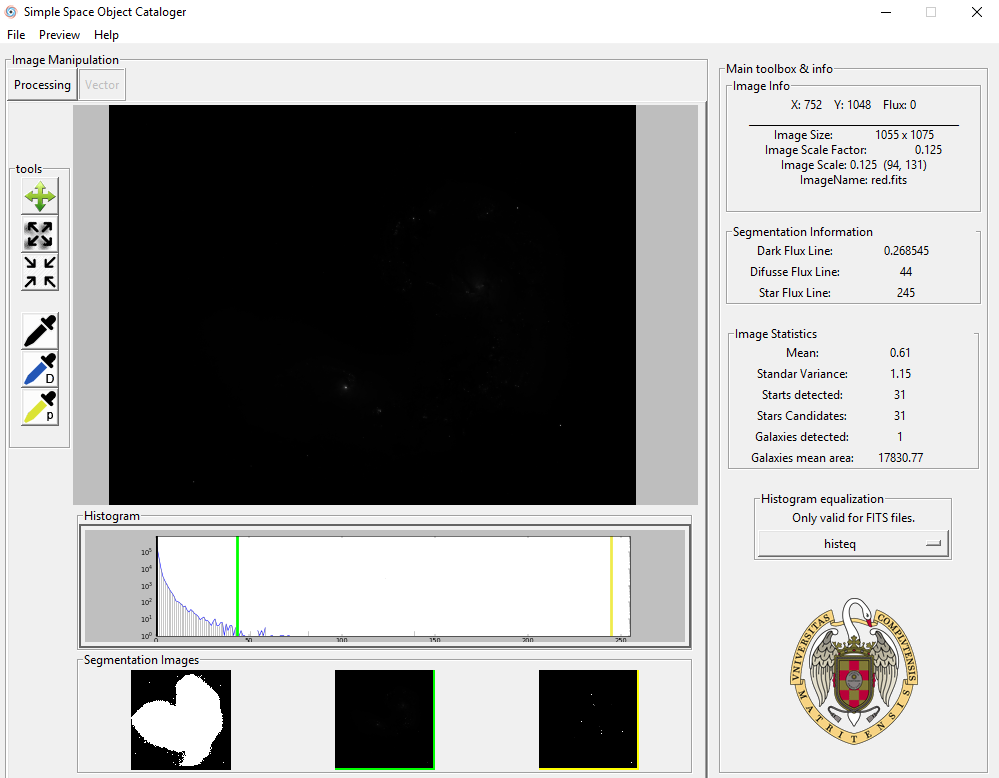 Simple Space Object Cataloger
File Preview Help
Image Manipulation
Processing Vector
tools
D
p
Histogram
10^5
10^4
10^3
10^2
10^1
10^0
0 50 100 150 200 250
Segmentation Images
Main toolbox & info
Image Info
X: 752 Y: 1048 Flux: 0
Image Size: 1055 x 1075
Image Scale Factor: 0.125
Image Scale: 0.125 (94, 131)
ImageName: red.fits
Segmentation Information
Dark Flux Line: 0.268545
Difusse Flux Line: 44
Star Flux Line: 245
Image Statistics
Mean: 0.61
Standar Variance: 1.15
Starts detected: 31
Stars Candidates: 31
Galaxies detected: 1
Galaxies mean area: 17830.77
Histogram equalization
Only valid for FITS files.
histeq
VNIVERSITAS COMPLVTENSIS
MATRITENSIS